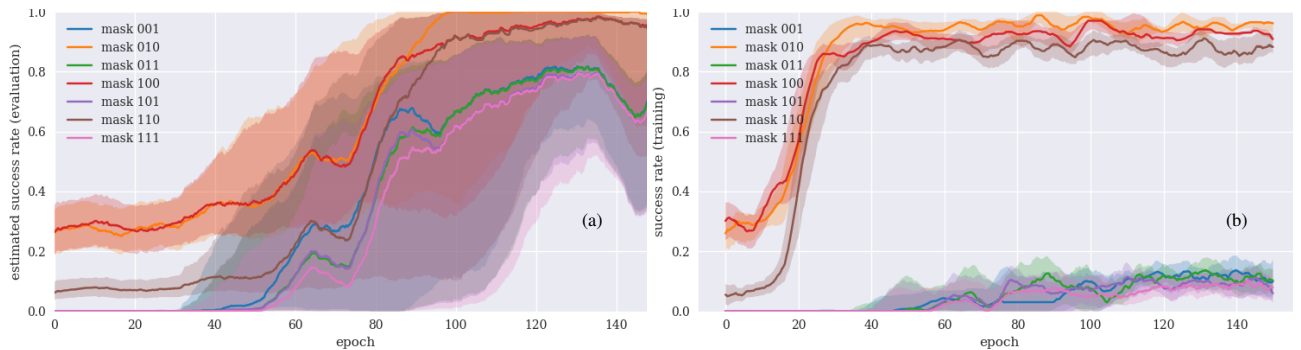 1.0
0.8
0.6
0.4
0.2
0.0
estimated success rate (evaluation)
mask 001
mask 010
mask 011
mask 100
mask 101
mask 110
mask 111
(a)
0 20 40 60 80 100 120 140
epoch
1.0
0.8
0.6
0.4
0.2
0.0
success rate (training)
mask 001
mask 010
mask 011
mask 100
mask 101
mask 110
mask 111
(b)
0 20 40 60 80 100 120 140
epoch